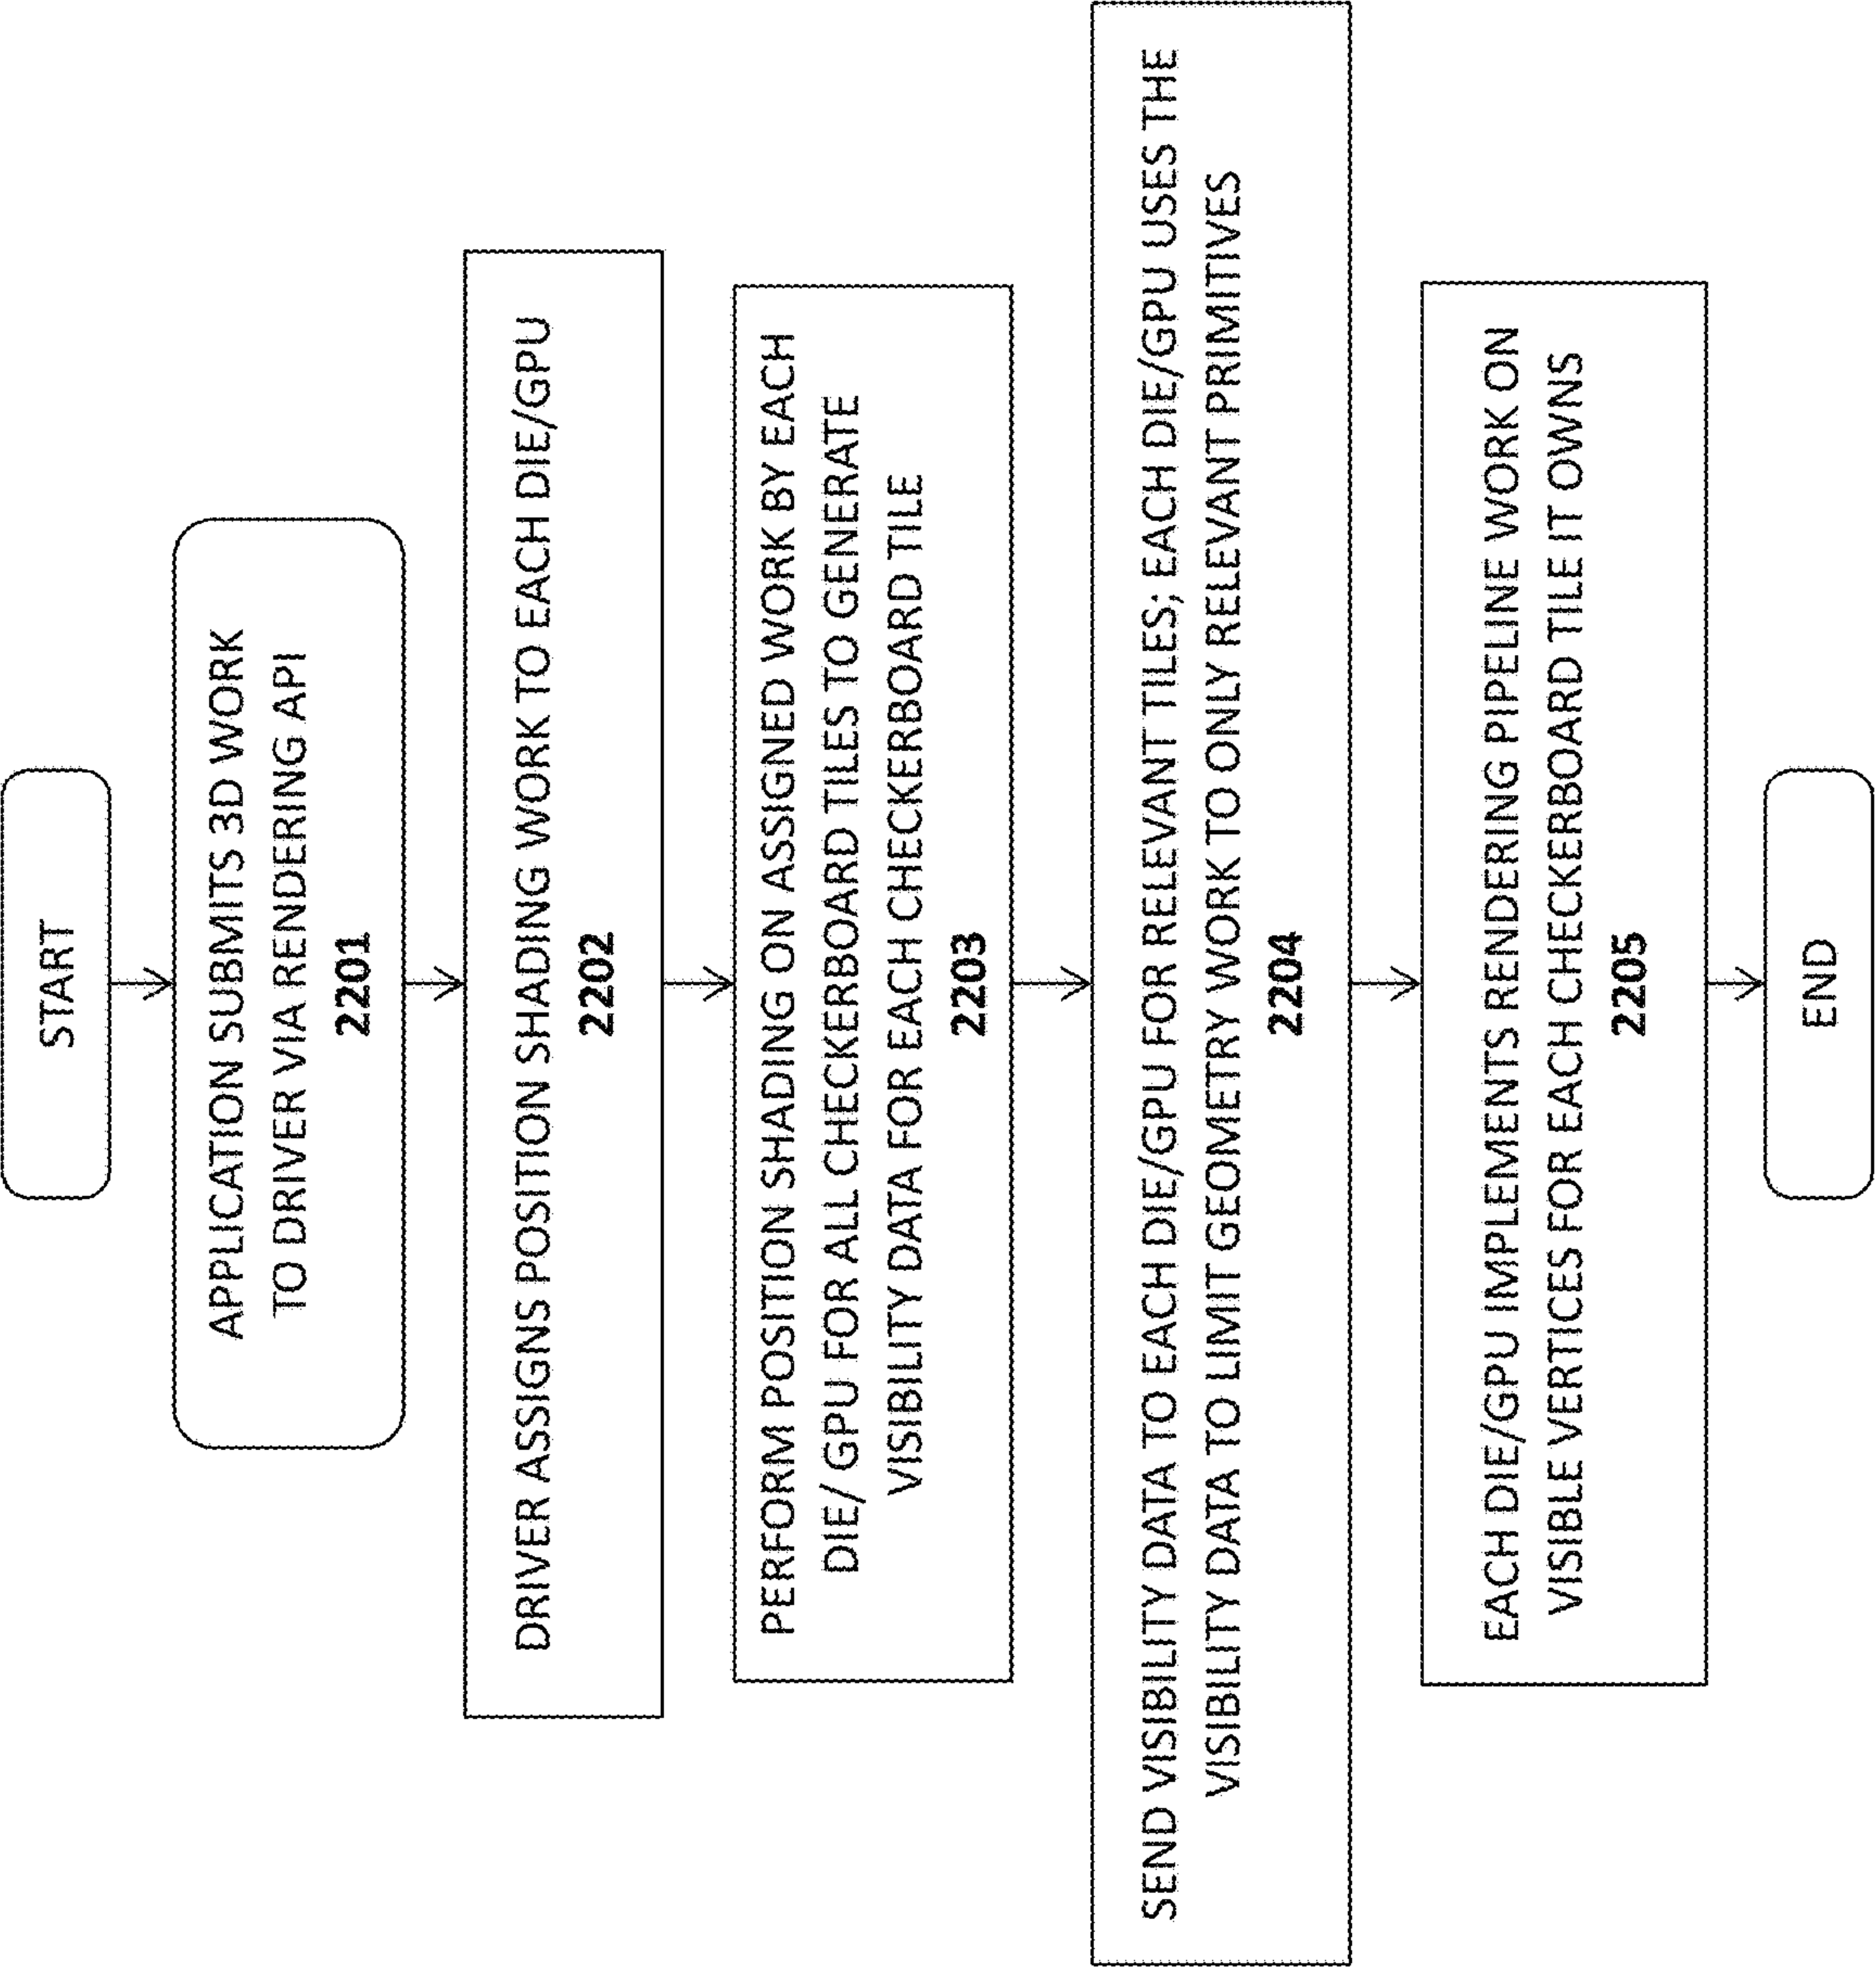 START
APPLICATION SUBMITS 3D WORK
TO DRIVER VIA RENDERING API
2201
DRIVER ASSIGNS POSITION SHADING WORK TO EACH DIE/GPU
2202
PERFORM POSITION SHADING ON ASSIGNED WORK BY EACH
DIE/ GPU FOR ALL CHECKERBOARD TILES TO GENERATE
VISIBILITY DATA FOR EACH CHECKERBOARD TILE
2203
SEND VISIBILITY DATA TO EACH DIE/GPU FOR RELEVANT TILES; EACH DIE/GPU USES THE
VISIBILITY DATA TO LIMIT GEOMETRY WORK TO ONLY RELEVANT PRIMITIVES
2204
EACH DIE/GPU IMPLEMENTS RENDERING PIPELINE WORK ON
VISIBLE VERTICES FOR EACH CHECKERBOARD TILE IT OWNS
2205
END